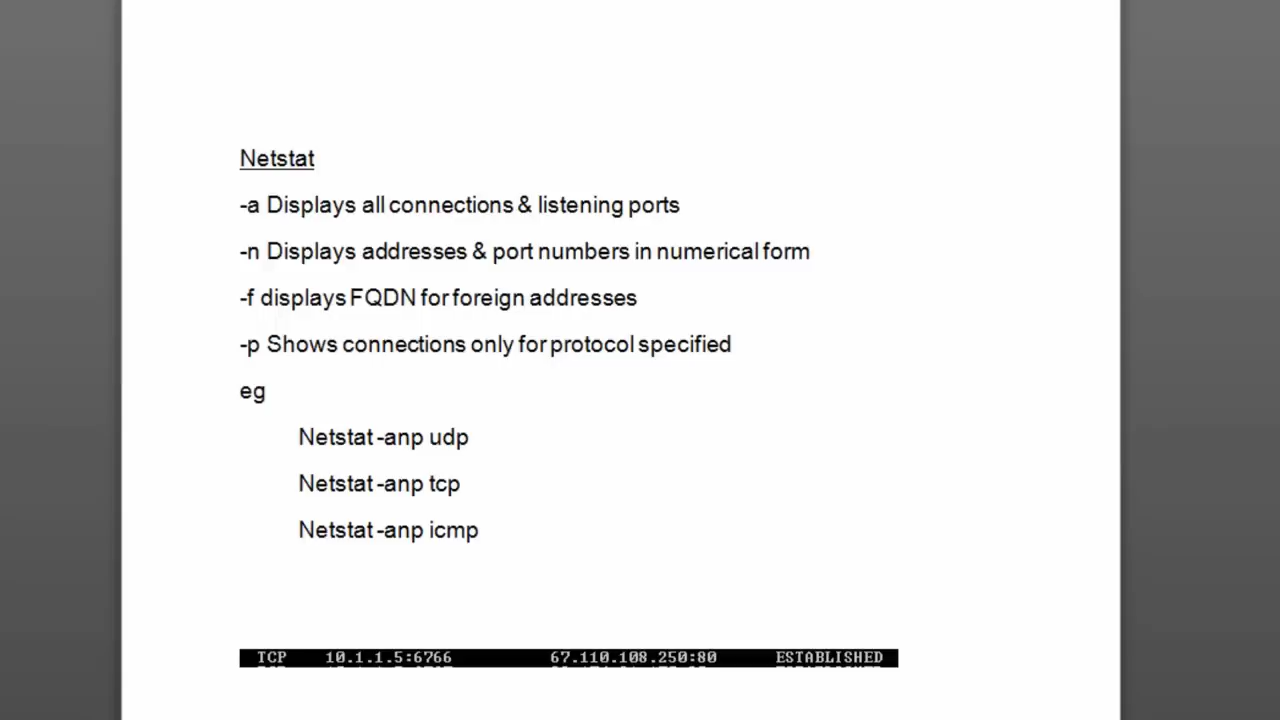 Netstat
-a Displays all connections & listening ports
-n Displays addresses & port numbers in numerical form
-f displays FQDN for foreign addresses
-p Shows connections only for protocol specified
eg
Netstat -anp udp
Netstat -anp tcp
Netstat -anp icmp
TCP 10.1.1.5:6766 67.110.108.250:80 ESTABLISHED